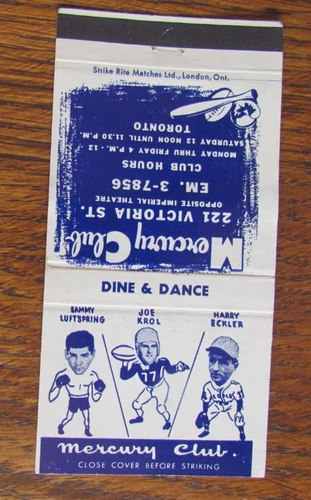 Strike Rite Matches Ltd., London, Ont.
Mercury Club
221 VICTORIA ST.
OPPOSITE IMPERIAL THEATRE
EM. 3-7856
CLUB HOURS
MONDAY THRU FRIDAY 4 P.M. - 12
SATURDAY 12 NOON UNTIL 11.30 P.M
TORONTO
DINE & DANCE
SAMMY
LUFTSPRING
JOE
KROL
HARRY
ECKLER
77
Mercury Club.
CLOSE COVER BEFORE STRIKING